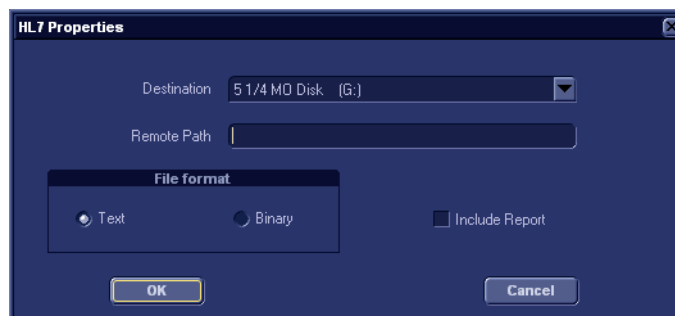 HL7 Properties
Destination 5 1/4 MO Disk (G:)
Remote Path
File format
Text Binary Include Report
OK Cancel